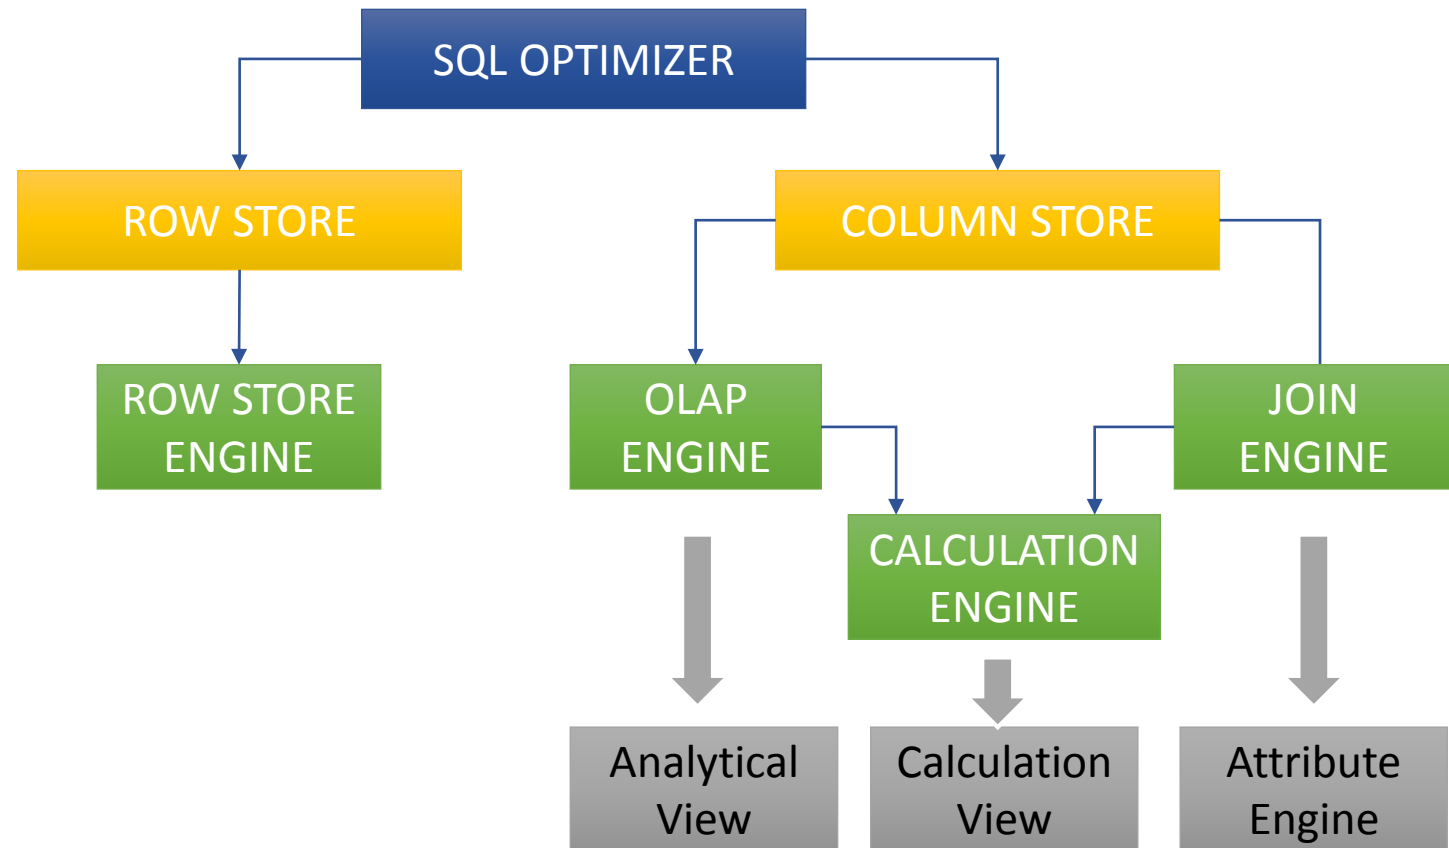 SQL OPTIMIZER
ROW STORE
COLUMN STORE
ROW STORE
ENGINE
OLAP
ENGINE
JOIN
ENGINE
CALCULATION
ENGINE
Analytical
View
Calculation
View
Attribute
Engine